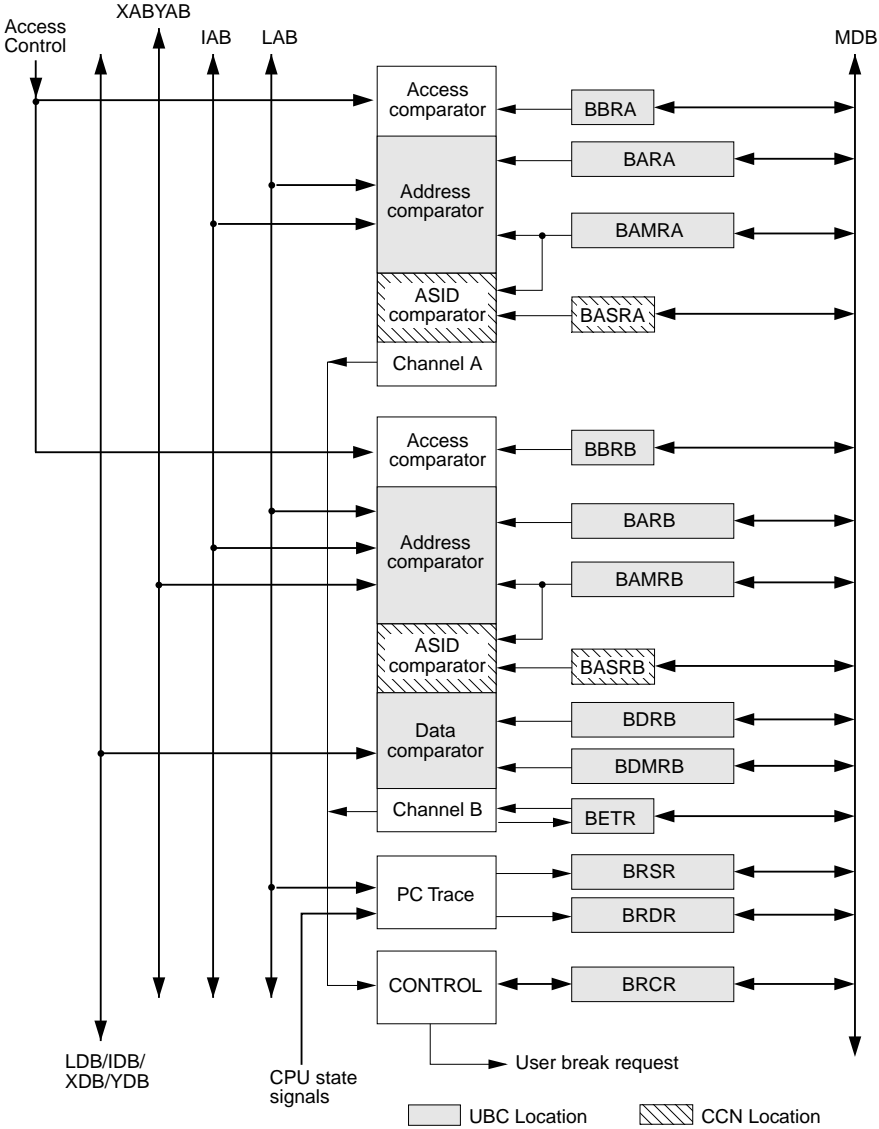 XABYAB
Access
Control
IAB
LAB
MDB
Access
comparator
BBRA
BARA
Address
comparator
BAMRA
ASID
comparator
BASRA
Channel A
Access
comparator
BBRB
BARB
Address
comparator
BAMRB
ASID
comparator
BASRB
BDRB
Data
comparator
BDMRB
Channel B
BETR
BRSR
PC Trace
BRDR
CONTROL
BRCR
LDB/IDB/
XDB/YDB
CPU state
signals
User break request
UBC Location
CCN Location